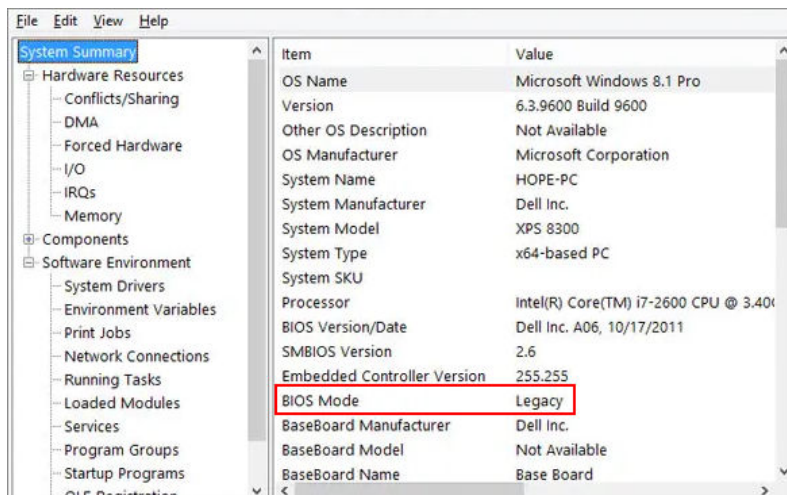 File Edit View Help
System Summary
Hardware Resources
Conflicts/Sharing
DMA
Forced Hardware
I/O
IRQs
Memory
Components
Software Environment
System Drivers
Environment Variables
Print Jobs
Network Connections
Running Tasks
Loaded Modules
Services
Program Groups
Startup Programs
Item Value
OS Name Microsoft Windows 8.1 Pro
Version 6.3.9600 Build 9600
Other OS Description Not Available
OS Manufacturer Microsoft Corporation
System Name HOPE-PC
System Manufacturer Dell Inc.
System Model XPS 8300
System Type x64-based PC
System SKU
Processor Intel(R) Core(TM) i7-2600 CPU @
BIOS Version/Date Dell Inc. A06, 10/17/2011
SMBIOS Version 2.6
Embedded Controller Version 255.255
BIOS Mode Legacy
BaseBoard Manufacturer Dell Inc.
BaseBoard Model Not Available
BaseBoard Name Base Board